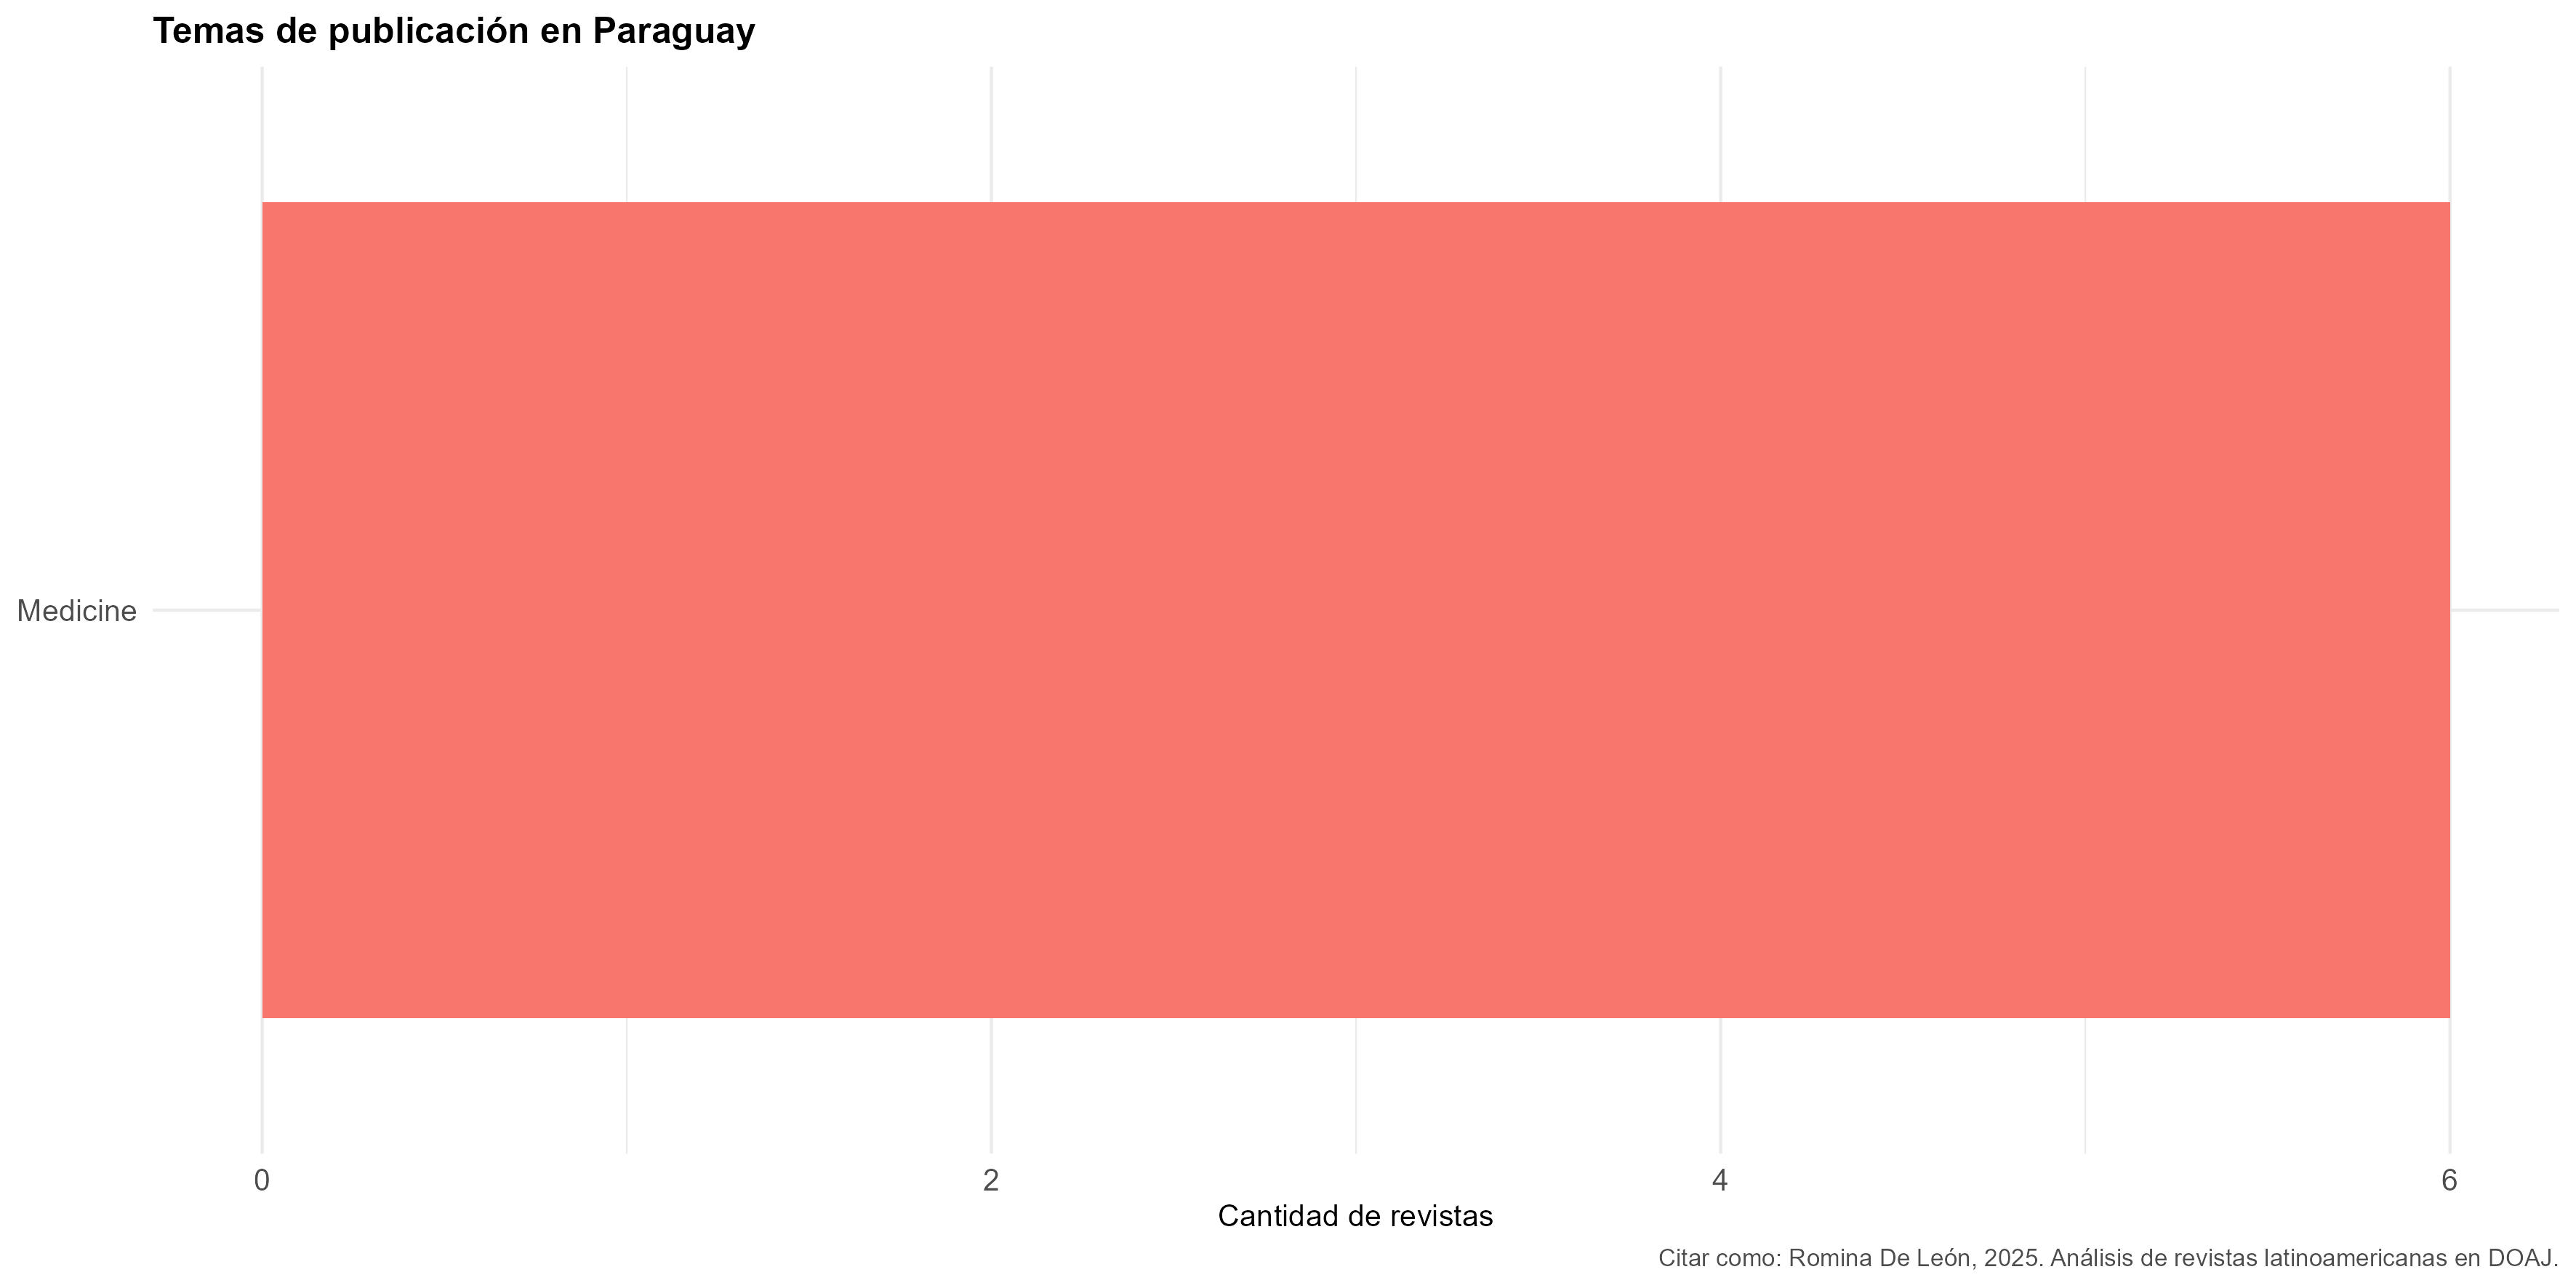 Temas de publicación en Paraguay
Medicine
0 2 4 6
Cantidad de revistas
Citar como: Romina De León, 2025. Análisis de revistas latinoamericanas en DOAJ.